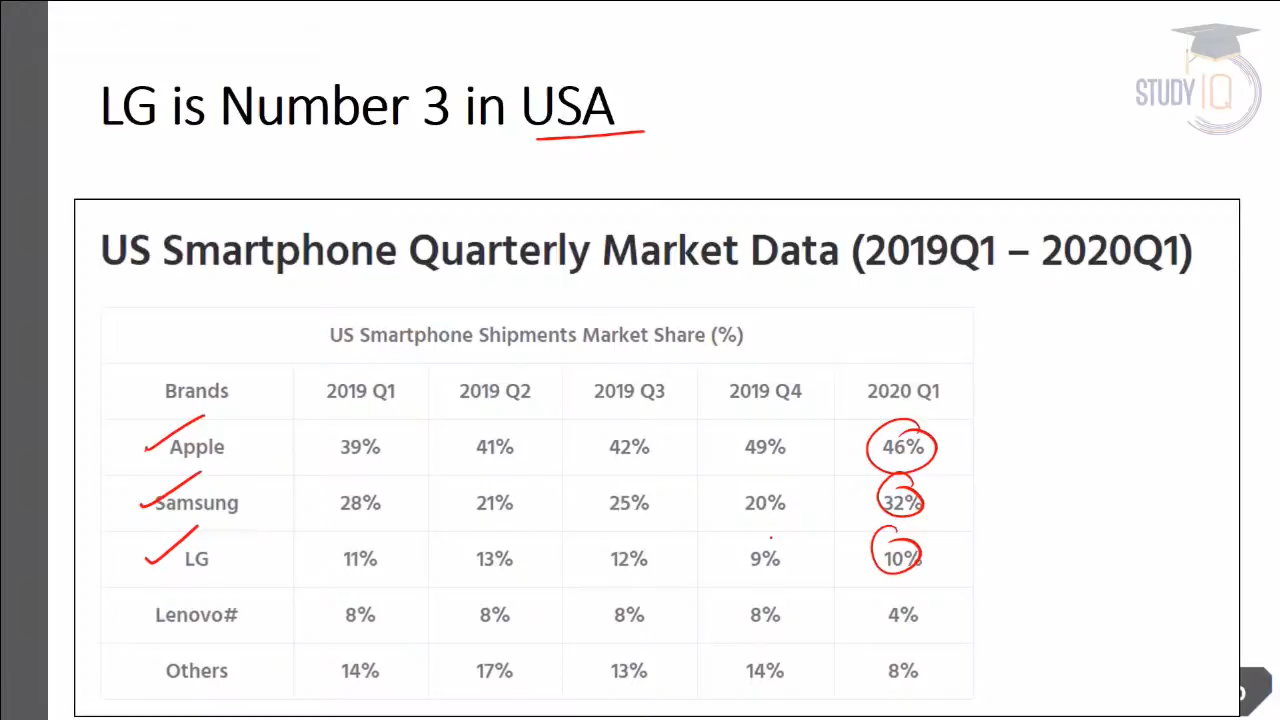 LG is Number 3 in USA
STUDY IQ
US Smartphone Quarterly Market Data (2019Q1 – 2020Q1)
US Smartphone Shipments Market Share (%)
Brands 2019 Q1 2019 Q2 2019 Q3 2019 Q4 2020 Q1
Apple 39% 41% 42% 49% 46%
Samsung 28% 21% 25% 20% 32%
LG 11% 13% 12% 9% 10%
Lenovo# 8% 8% 8% 8% 4%
Others 14% 17% 13% 14% 8%